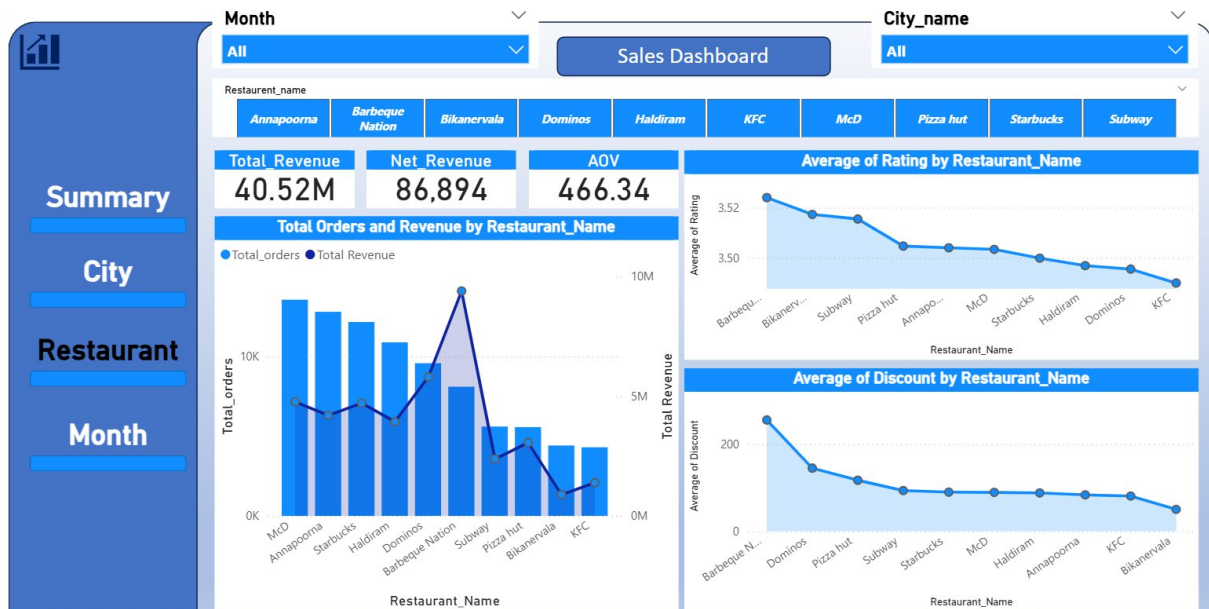 Month
City_name
All
Sales Dashboard
All
Restaurent_name
Annapoorna
Barbeque
Nation
Bikanervala
Dominos
Haldiram
KFC
McD
Pizza hut
Starbucks
Subway
Summary
City
Restaurant
Month
Total_Revenue
40.52M
Net_Revenue
86,894
AOV
466.34
Total Orders and Revenue by Restaurant_Name
Total_orders Total Revenue
Total_orders
10K
0K
10M
5M
0M
Total Revenue
McD
Annapoorna
Starbucks
Haldiram
Dominos
Barbeque Nation
Subway
Pizza hut
Bikanervala
KFC
Restaurant_Name
Average of Rating by Restaurant_Name
Average of Rating
3.52
3.50
Barbequ...
Bikanerv...
Subway
Pizza hut
Annapo...
McD
Starbucks
Haldiram
Dominos
KFC
Restaurant_Name
Average of Discount by Restaurant_Name
Average of Discount
200
0
Barbeque N...
Dominos
Pizza hut
Subway
Starbucks
McD
Haldiram
Annapoorna
KFC
Bikanervala
Restaurant_Name